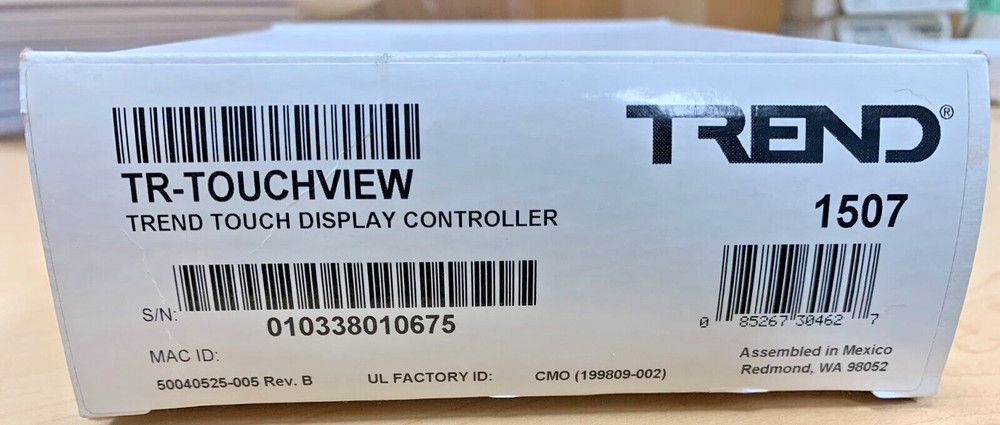 TREND®
TR-TOUCHVIEW
TREND TOUCH DISPLAY CONTROLLER
1507
S/N:
010338010675
0 85267 30462 7
MAC ID:
50040525-005 Rev. B
UL FACTORY ID:
CMO (199809-002)
Assembled in Mexico
Redmond, WA 98052